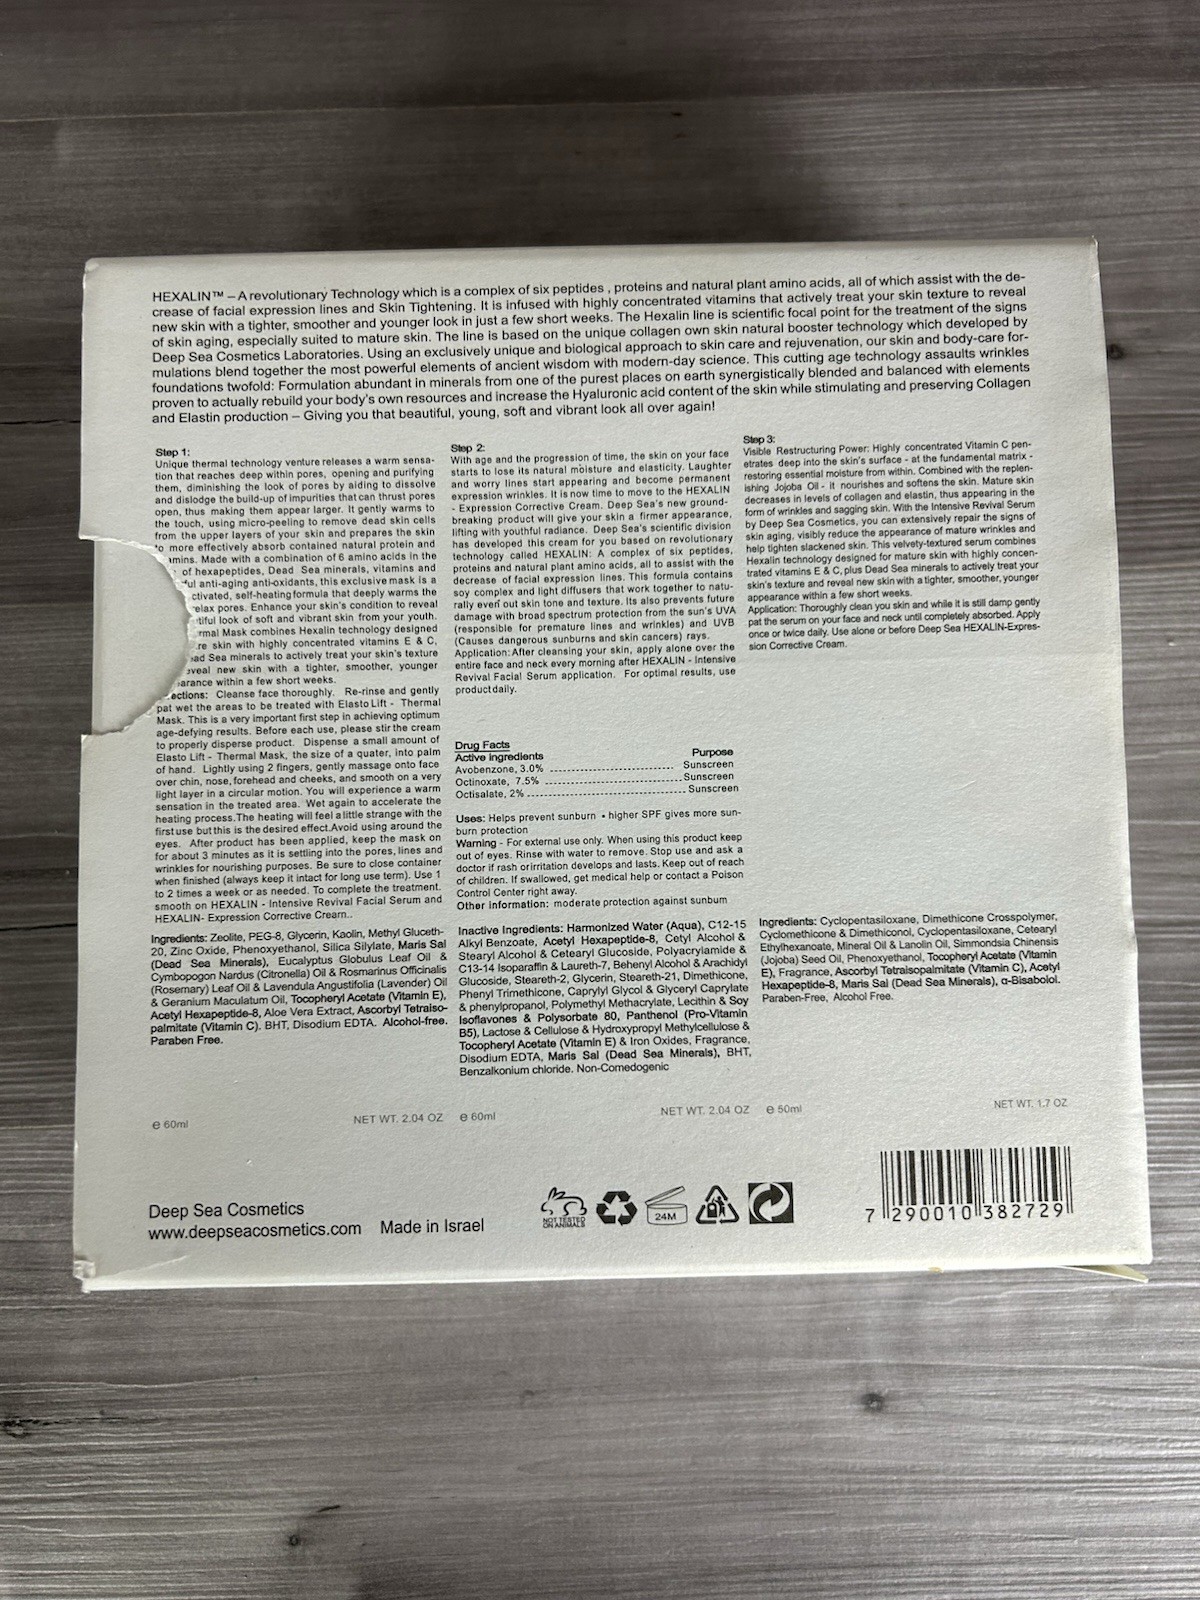 HEXALIN™ – A revolutionary Technology which is a complex of six peptides , proteins and natural plant amino acids, all of which assist with the de-
crease of facial expression lines and Skin Tightening. It is infused with highly concentrated vitamins that actively treat your skin texture to reveal
new skin with a tighter, smoother and younger look in just a few short weeks. The Hexalin line is scientific focal point for the treatment of the signs
of skin aging, especially suited to mature skin. The line is based on the unique collagen own skin natural booster technology which developed by
Deep Sea Cosmetics Laboratories. Using an exclusively unique and biological approach to skin care and rejuvenation, our skin and body-care for-
mulations blend together the most powerful elements of ancient wisdom with modern-day science. This cutting age technology assaults wrinkles
foundations twofold: Formulation abundant in minerals from one of the purest places on earth synergistically blended and balanced with elements
proven to actually rebuild your body's own resources and increase the Hyaluronic acid content of the skin while stimulating and preserving Collagen
and Elastin production – Giving you that beautiful, young, soft and vibrant look all over again!
Step 1:
Unique thermal technology venture releases a warm sensa-
tion that reaches deep within pores, opening and purifying
them, diminishing the look of pores by aiding to dissolve
and dislodge the build-up of impurities that can thrust pores
open, thus making them appear larger. It gently warms to
the touch, using micro-peeling to remove dead skin cells
from the upper layers of your skin and prepares the skin
to more effectively absorb contained natural protein and
amins. Made with a combination of 6 amino acids in the
of hexapeptides, Dead Sea minerals, vitamins and
ful anti-aging anti-oxidants, this exclusive mask is a
ctivated, self-heating formula that deeply warms the
elax pores. Enhance your skin's condition to reveal
tiful look of soft and vibrant skin from your youth.
rmal Mask combines Hexalin technology designed
re skin with highly concentrated vitamins E & C,
ad Sea minerals to actively treat your skin's texture
eveal new skin with a tighter, smoother, younger
arance within a few short weeks.
ections: Cleanse face thoroughly. Re-rinse and gently
pat wet the areas to be treated with Elasto Lift - Thermal
Mask. This is a very important first step in achieving optimum
age-defying results. Before each use, please stir the cream
to properly disperse product. Dispense a small amount of
Elasto Lift - Thermal Mask, the size of a quater, into palm
of hand. Lightly using 2 fingers, gently massage onto face
over chin, nose, forehead and cheeks, and smooth on a very
light layer in a circular motion. You will experience a warm
sensation in the treated area. Wet again to accelerate the
heating process.The heating will feel a little strange with the
first use but this is the desired effect.Avoid using around the
eyes. After product has been applied, keep the mask on
for about 3 minutes as it is settling into the pores, lines and
wrinkles for nourishing purposes. Be sure to close container
when finished (always keep it intact for long use term). Use 1
to 2 times a week or as needed. To complete the treatment.
smooth on HEXALIN - Intensive Revival Facial Serum and
HEXALIN- Expression Corrective Cream..
Ingredients: Zeolite, PEG-8, Glycerin, Kaolin, Methyl Gluceth-
20, Zinc Oxide, Phenoxyethanol, Silica Silylate, Maris Sal
(Dead Sea Minerals), Eucalyptus Globulus Leaf Oil &
Cymbopogon Nardus (Citronella) Oil & Rosmarinus Officinalis
(Rosemary) Leaf Oil & Lavendula Angustifolia (Lavender) Oil
& Geranium Maculatum Oil, Tocopheryl Acetate (Vitamin E),
Acetyl Hexapeptide-8, Aloe Vera Extract, Ascorbyl Tetraiso-
palmitate (Vitamin C). BHT, Disodium EDTA. Alcohol-free.
Paraben Free.
Step 2:
With age and the progression of time, the skin on your face
starts to lose its natural moisture and elasticity. Laughter
and worry lines start appearing and become permanent
expression wrinkles. It is now time to move to the HEXALIN
- Expression Corrective Cream. Deep Sea's new ground-
breaking product will give your skin a firmer appearance,
lifting with youthful radiance. Deep Sea's scientific division
has developed this cream for you based on revolutionary
technology called HEXALIN: A complex of six peptides,
proteins and natural plant amino acids, all to assist with the
decrease of facial expression lines. This formula contains
soy complex and light diffusers that work together to natu-
rally even out skin tone and texture. Its also prevents future
damage with broad spectrum protection from the sun's UVA
(responsible for premature lines and wrinkles) and UVB
(Causes dangerous sunburns and skin cancers) rays.
Application: After cleansing your skin, apply alone over the
entire face and neck every morning after HEXALIN - Intensive
Revival Facial Serum application. For optimal results, use
product daily.
Drug Facts
Active ingredients Purpose
Avobenzone, 3.0% ........................ Sunscreen
Octinoxate, 7.5% ........................ Sunscreen
Octisalate, 2% ........................ Sunscreen
Uses: Helps prevent sunburn • higher SPF gives more sun-
burn protection
Warning - For external use only. When using this product keep
out of eyes. Rinse with water to remove. Stop use and ask a
doctor if rash orirritation develops and lasts. Keep out of reach
of children. If swallowed, get medical help or contact a Poison
Control Center right away.
Other information: moderate protection against sunbum
Inactive Ingredients: Harmonized Water (Aqua), C12-15
Alkyl Benzoate, Acetyl Hexapeptide-8, Cetyl Alcohol &
Stearyl Alcohol & Cetearyl Glucoside, Polyacrylamide &
C13-14 Isoparaffin & Laureth-7, Behenyl Alcohol & Arachidyl
Glucoside, Steareth-2, Glycerin, Steareth-21, Dimethicone,
Phenyl Trimethicone, Caprylyl Glycol & Glyceryl Caprylate
& phenylpropanol, Polymethyl Methacrylate, Lecithin & Soy
Isoflavones & Polysorbate 80, Panthenol (Pro-Vitamin
B5), Lactose & Cellulose & Hydroxypropyl Methylcellulose &
Tocopheryl Acetate (Vitamin E) & Iron Oxides, Fragrance,
Disodium EDTA, Maris Sal (Dead Sea Minerals), BHT,
Benzalkonium chloride. Non-Comedogenic
Step 3:
Visible Restructuring Power: Highly concentrated Vitamin C pen-
etrates deep into the skin's surface - at the fundamental matrix -
restoring essential moisture from within. Combined with the replen-
ishing Jojoba Oil - it nourishes and softens the skin. Mature skin
decreases in levels of collagen and elastin, thus appearing in the
form of wrinkles and sagging skin. With the Intensive Revival Serum
by Deep Sea Cosmetics, you can extensively repair the signs of
skin aging, visibly reduce the appearance of mature wrinkles and
help tighten slackened skin. This velvety-textured serum combines
Hexalin technology designed for mature skin with highly concen-
trated vitamins E & C, plus Dead Sea minerals to actively treat your
skin's texture and reveal new skin with a tighter, smoother, younger
appearance within a few short weeks.
Application: Thoroughly clean you skin and while it is still damp gently
pat the serum on your face and neck until completely absorbed. Apply
once or twice daily. Use alone or before Deep Sea HEXALIN-Expres-
sion Corrective Cream.
Ingredients: Cyclopentasiloxane, Dimethicone Crosspolymer,
Cyclomethicone & Dimethiconol, Cyclopentasiloxane, Cetearyl
Ethylhexanoate, Mineral Oil & Lanolin Oil, Simmondsia Chinensis
(Jojoba) Seed Oil, Phenoxyethanol, Tocopheryl Acetate (Vitamin
E), Fragrance, Ascorbyl Tetraisopalmitate (Vitamin C), Acetyl
Hexapeptide-8, Maris Sal (Dead Sea Minerals), α-Bisabolol.
Paraben-Free, Alcohol Free.
℮ 60ml NET WT. 2.04 OZ ℮ 60ml NET WT. 2.04 OZ ℮ 50ml NET WT. 1.7 OZ
Deep Sea Cosmetics
www.deepseacosmetics.com Made in Israel
NOT TESTED
ON ANIMALS
24M
7 290010 382729